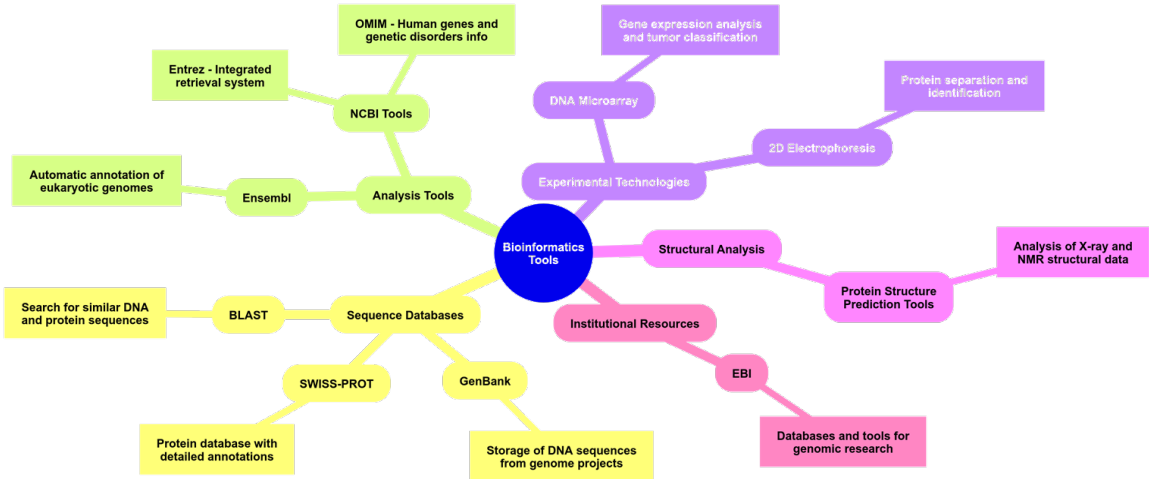 Bioinformatics
Tools
Analysis Tools
NCBI Tools
OMIM - Human genes and
genetic disorders info
Entrez - Integrated
retrieval system
Ensembl
Automatic annotation of
eukaryotic genomes
Sequence Databases
BLAST
Search for similar DNA
and protein sequences
SWISS-PROT
Protein database with
detailed annotations
GenBank
Storage of DNA sequences
from genome projects
Experimental Technologies
DNA Microarray
Gene expression analysis
and tumor classification
2D Electrophoresis
Protein separation and
identification
Structural Analysis
Protein Structure
Prediction Tools
Analysis of X-ray and
NMR structural data
Institutional Resources
EBI
Databases and tools for
genomic research